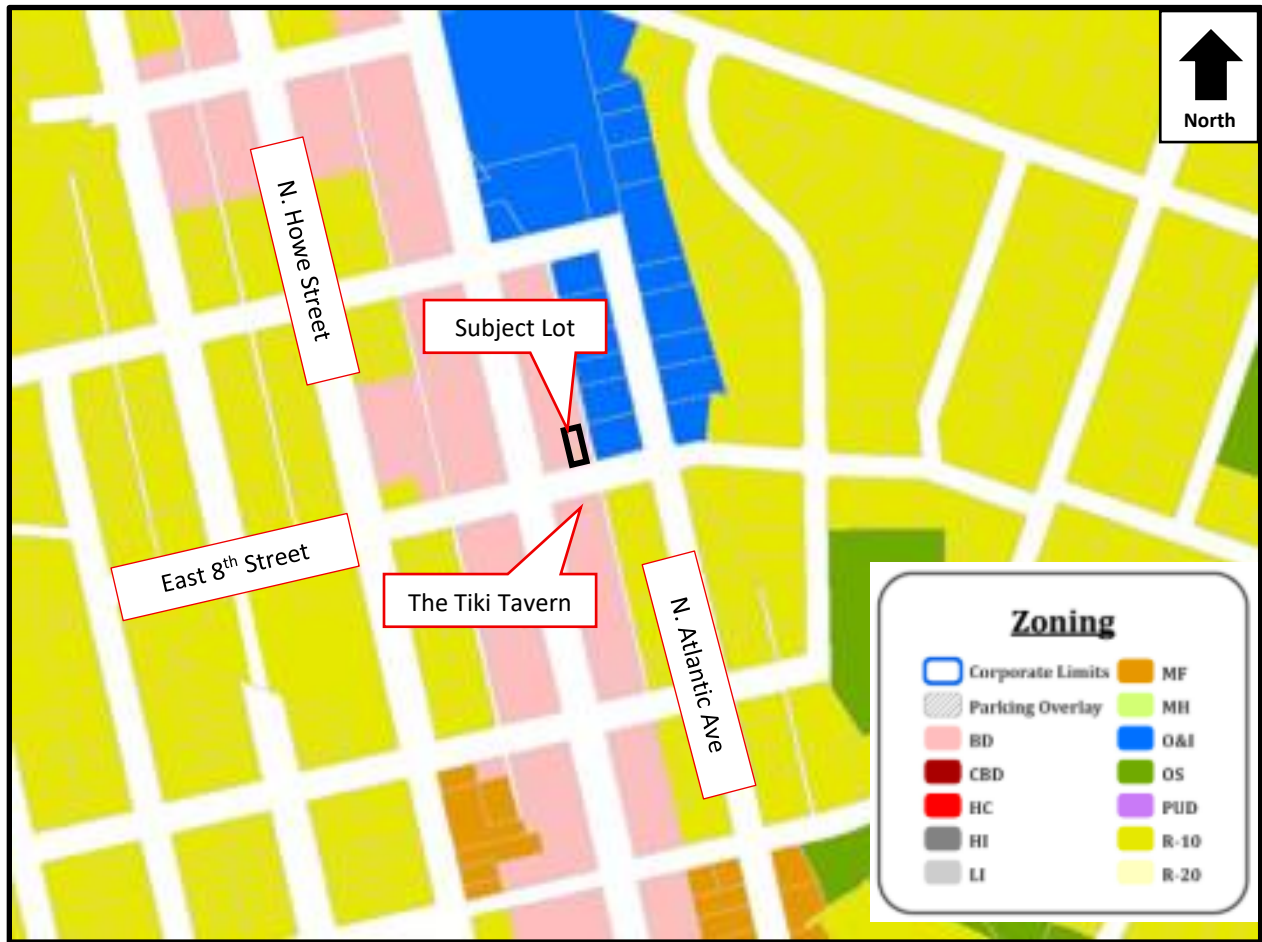 North
N. Howe Street
Subject Lot
East 8th Street
The Tiki Tavern
N. Atlantic Ave
Zoning
Corporate Limits
Parking Overlay
BD
CBD
HC
HI
LI
MF
MH
O&I
OS
PUD
R-10
R-20